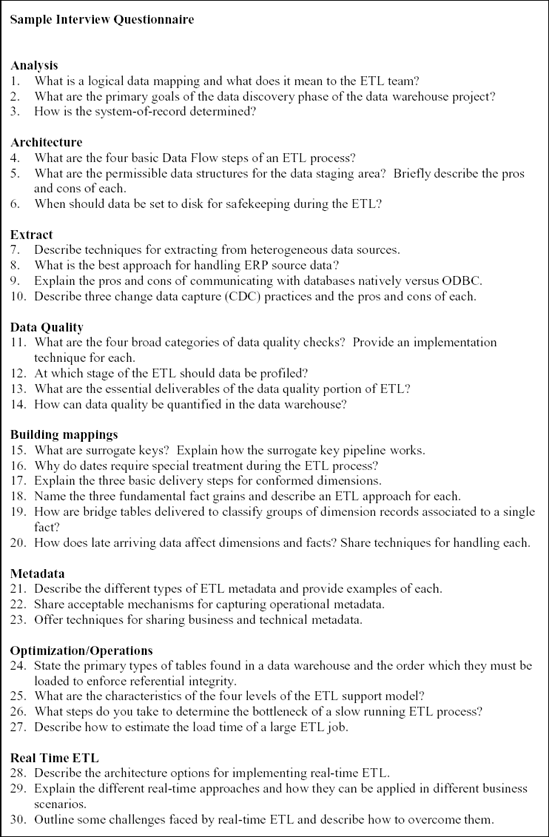 Sample Interview Questionnaire
Analysis
1. What is a logical data mapping and what does it mean to the ETL team?
2. What are the primary goals of the data discovery phase of the data warehouse project?
3. How is the system-of-record determined?
Architecture
4. What are the four basic Data Flow steps of an ETL process?
5. What are the permissible data structures for the data staging area? Briefly describe the pros
and cons of each.
6. When should data be set to disk for safekeeping during the ETL?
Extract
7. Describe techniques for extracting from heterogeneous data sources.
8. What is the best approach for handling ERP source data?
9. Explain the pros and cons of communicating with databases natively versus ODBC.
10. Describe three change data capture (CDC) practices and the pros and cons of each.
Data Quality
11. What are the four broad categories of data quality checks? Provide an implementation
technique for each.
12. At which stage of the ETL should data be profiled?
13. What are the essential deliverables of the data quality portion of ETL?
14. How can data quality be quantified in the data warehouse?
Building mappings
15. What are surrogate keys? Explain how the surrogate key pipeline works.
16. Why do dates require special treatment during the ETL process?
17. Explain the three basic delivery steps for conformed dimensions.
18. Name the three fundamental fact grains and describe an ETL approach for each.
19. How are bridge tables delivered to classify groups of dimension records associated to a single
fact?
20. How does late arriving data affect dimensions and facts? Share techniques for handling each.
Metadata
21. Describe the different types of ETL metadata and provide examples of each.
22. Share acceptable mechanisms for capturing operational metadata.
23. Offer techniques for sharing business and technical metadata.
Optimization/Operations
24. State the primary types of tables found in a data warehouse and the order which they must be
loaded to enforce referential integrity.
25. What are the characteristics of the four levels of the ETL support model?
26. What steps do you take to determine the bottleneck of a slow running ETL process?
27. Describe how to estimate the load time of a large ETL job.
Real Time ETL
28. Describe the architecture options for implementing real-time ETL.
29. Explain the different real-time approaches and how they can be applied in different business
scenarios.
30. Outline some challenges faced by real-time ETL and describe how to overcome them.